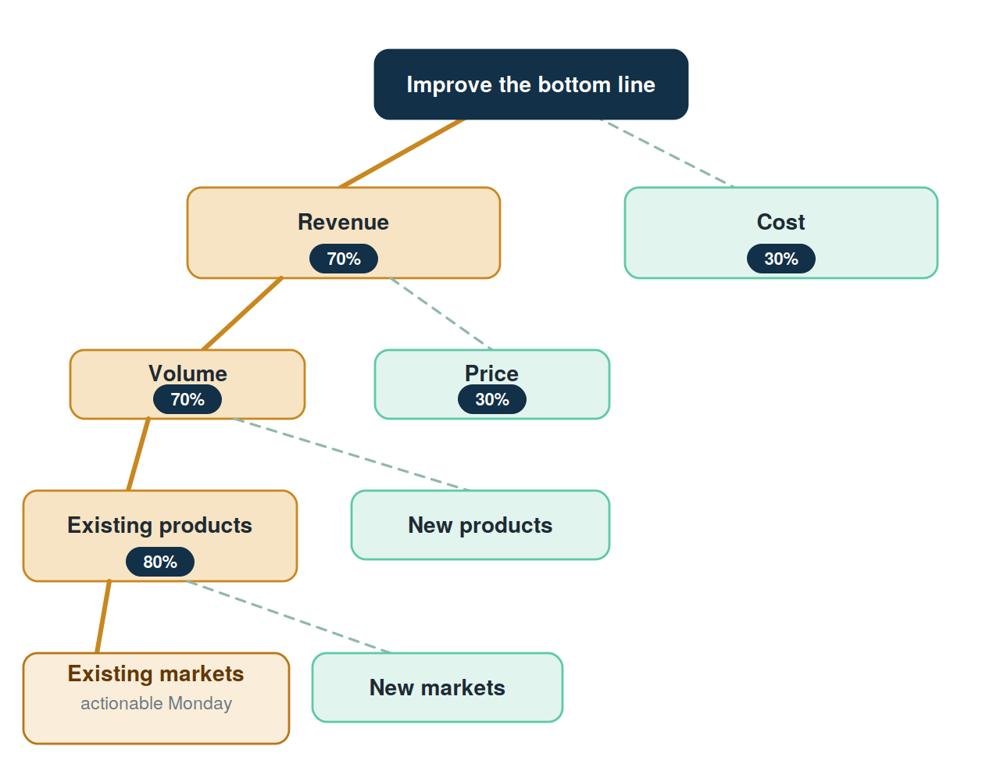 Improve the bottom line
Revenue
70%
Cost
30%
Volume
70%
Price
30%
Existing products
80%
New products
Existing markets
actionable Monday
New markets